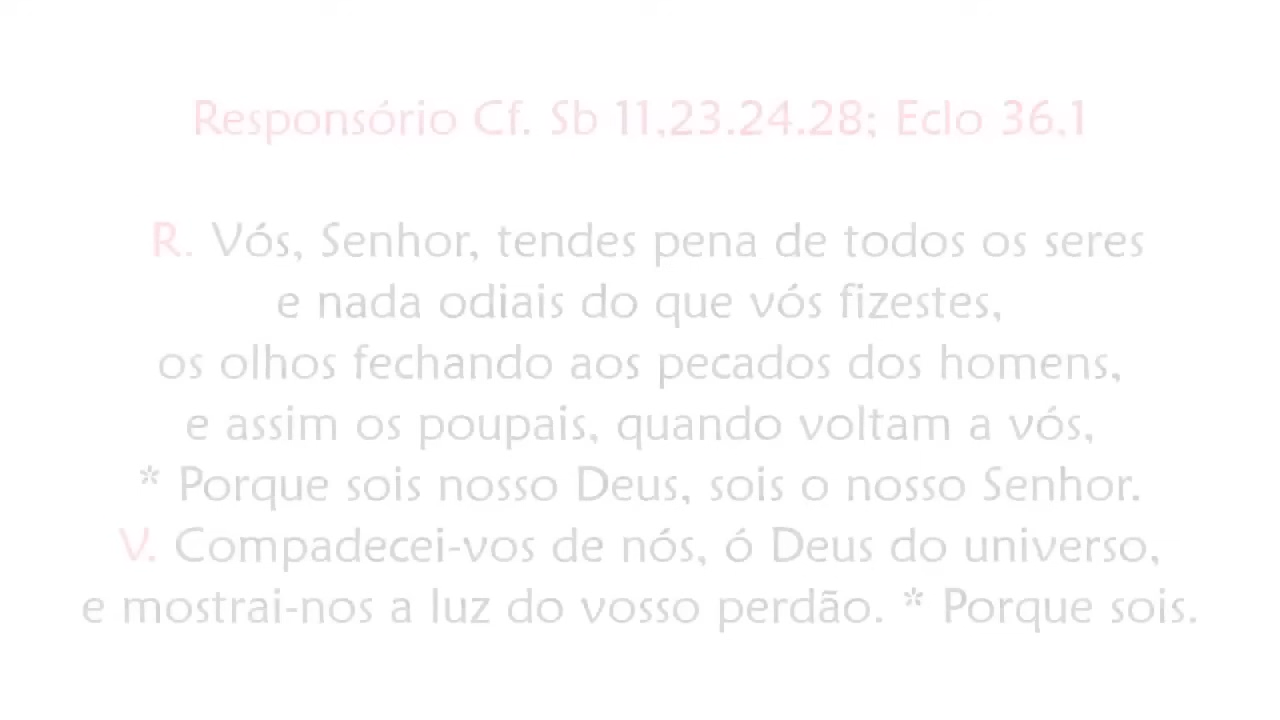 Responsório Cf. Sb 11,23.24.28; Eclo 36,1
R. Vós, Senhor, tendes pena de todos os seres
e nada odiais do que vós fizestes,
os olhos fechando aos pecados dos homens,
e assim os poupais, quando voltam a vós,
* Porque sois nosso Deus, sois o nosso Senhor.
V. Compadecei-vos de nós, ó Deus do universo,
e mostrai-nos a luz do vosso perdão. * Porque sois.